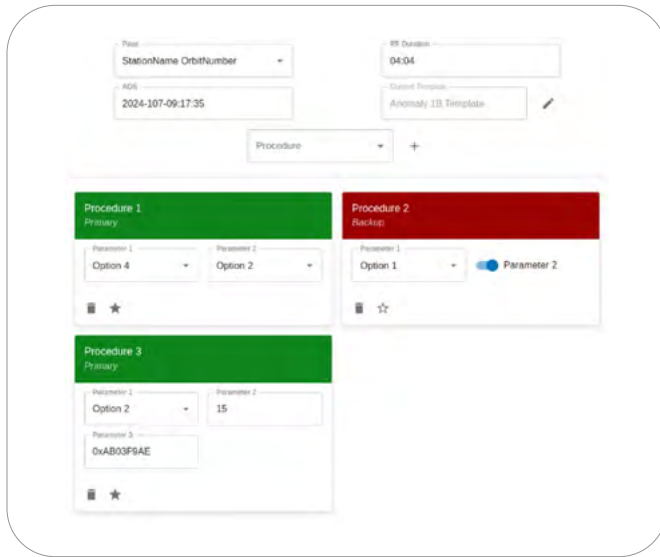 Pass
RF Duration
StationName OrbitNumber
04:04
AOS
Current Template
2024-107-09:17:35
Anomaly 1B Template
Procedure
Procedure 1
Primary
Parameter 1
Parameter 2
Option 4
Option 2
Procedure 2
Backup
Parameter 1
Option 1
Parameter 2
Procedure 3
Primary
Parameter 1
Parameter 2
Option 2
15
Parameter 3
0xAB03F9AE